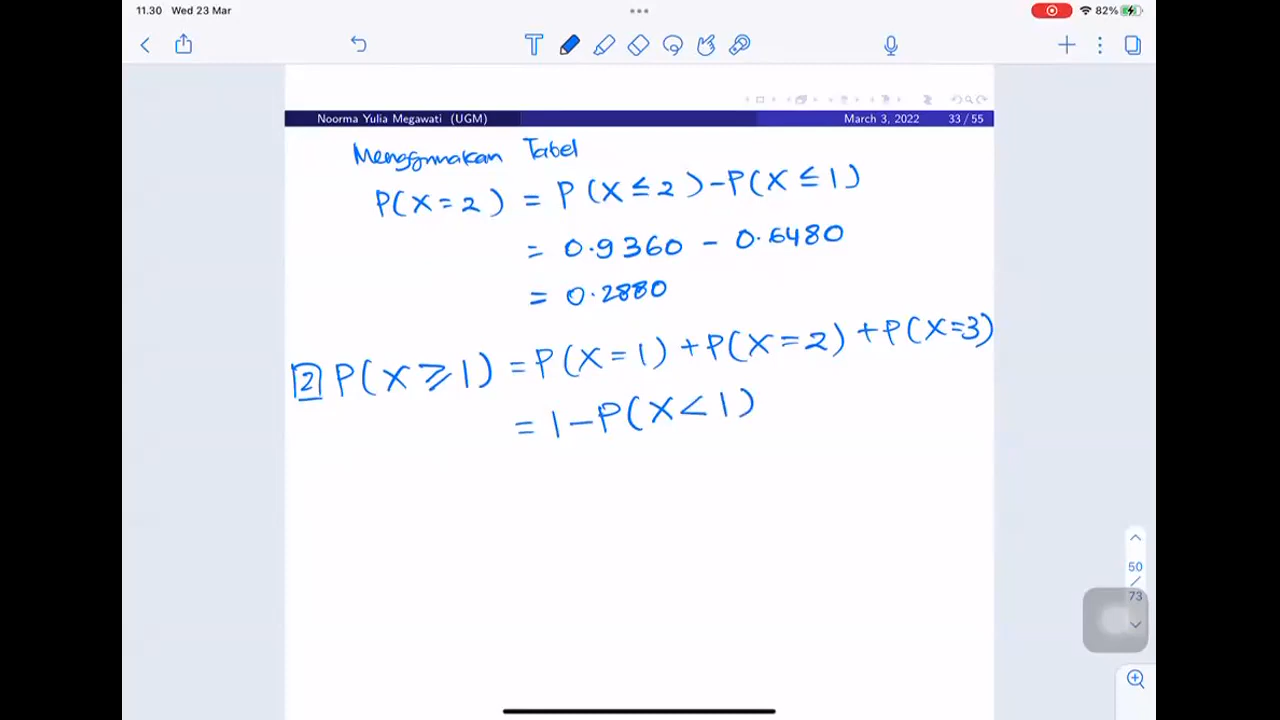 11.30 Wed 23 Mar
82%
Noorma Yulia Megawati (UGM) March 3, 2022 33 / 55
Menggunakan Tabel
P(X=2) = P(X≤2) - P(X≤1)
= 0.9360 - 0.6480
= 0.2880
2 P(X≥1) = P(X=1) + P(X=2) + P(X=3)
= 1 - P(X<1)
50
/
73